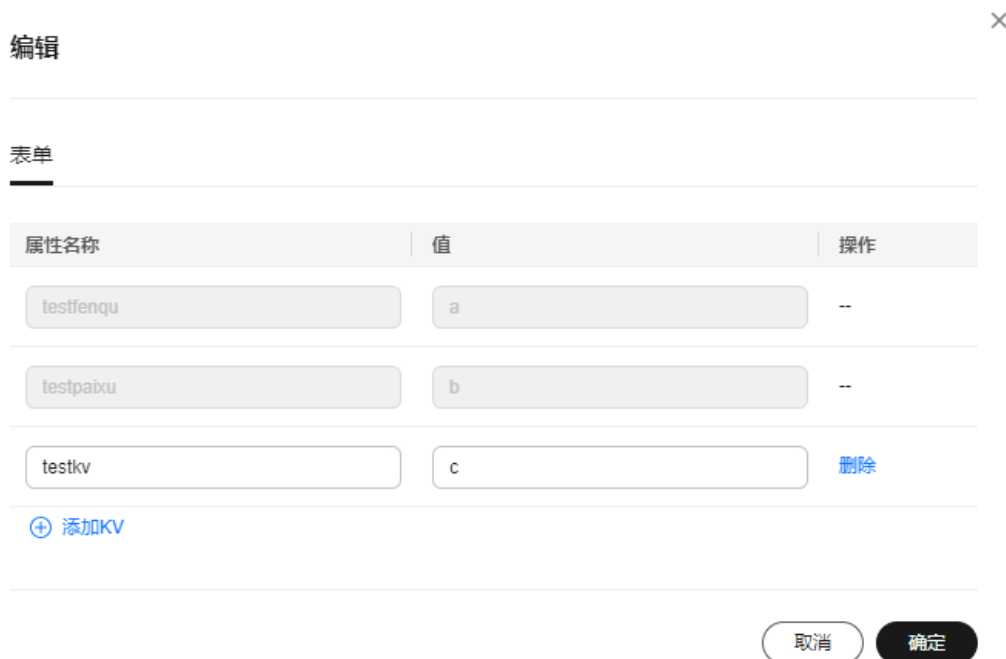 编辑
表单
属性名称 值 操作
testfenqu a --
testpaixu b --
testkv c 删除
添加KV
取消 确定